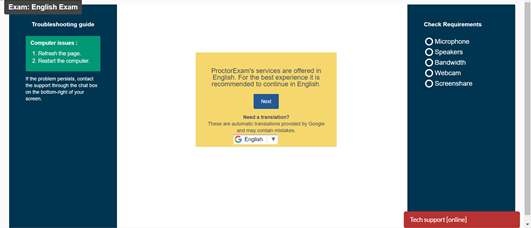 Exam: English Exam
Troubleshooting guide
Computer issues :
1. Refresh the page.
2. Restart the computer.
If the problem persists, contact
the support through the chat box
on the bottom-right of your
screen.
ProctorExam's services are offered in
English. For the best experience it is
recommended to continue in English.
Next
Need a translation?
These are automatic translations provided by Google
and may contain mistakes.
G English ▼
Check Requirements
Microphone
Speakers
Bandwidth
Webcam
Screenshare
Tech support [online]